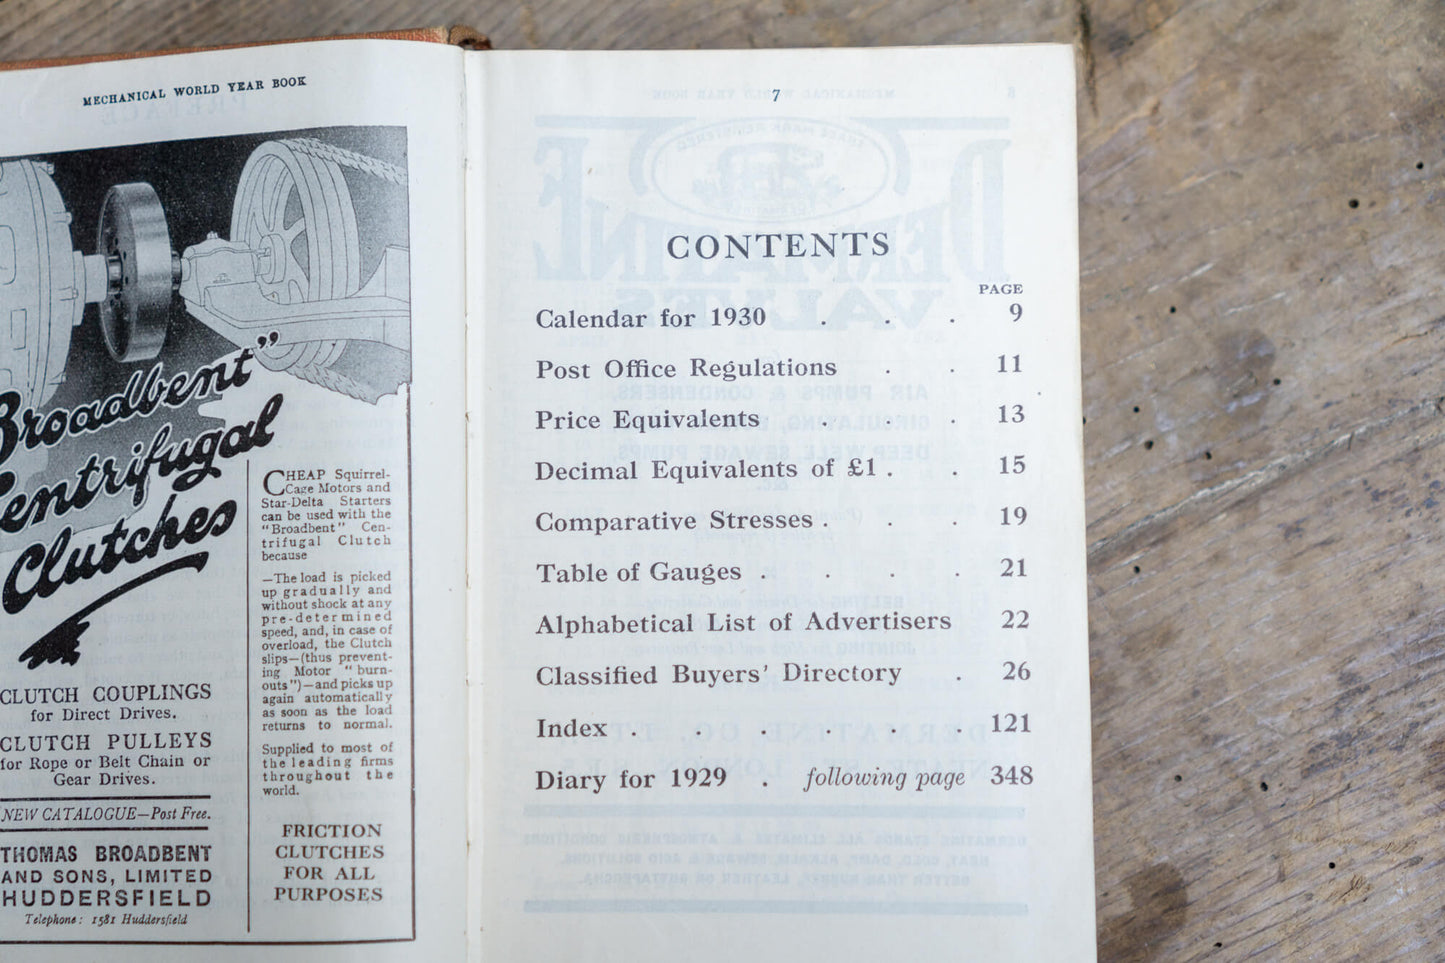 MECHANICAL WORLD YEAR BOOK
Broadbent"
Centrifugal
Clutches
CHEAP Squirrel-
Cage Motors and
Star-Delta Starters
can be used with the
"Broadbent" Cen-
trifugal Clutch
because
—The load is picked
up gradually and
without shock at any
pre-determined
speed, and, in case of
overload, the Clutch
slips—(thus prevent-
ing Motor "burn-
outs")—and picks up
again automatically
as soon as the load
returns to normal.
Supplied to most of
the leading firms
throughout the
world.
FRICTION
CLUTCHES
FOR ALL
PURPOSES
CLUTCH COUPLINGS
for Direct Drives.
CLUTCH PULLEYS
for Rope or Belt Chain or
Gear Drives.
NEW CATALOGUE—Post Free.
THOMAS BROADBENT
AND SONS, LIMITED
HUDDERSFIELD
Telephone: 1581 Huddersfield
7
CONTENTS
PAGE
Calendar for 1930 . . . 9
Post Office Regulations . . 11
Price Equivalents . . . 13
Decimal Equivalents of £1 . . 15
Comparative Stresses . . . 19
Table of Gauges . . . . 21
Alphabetical List of Advertisers 22
Classified Buyers' Directory . 26
Index . . . . . . 121
Diary for 1929 . following page 348